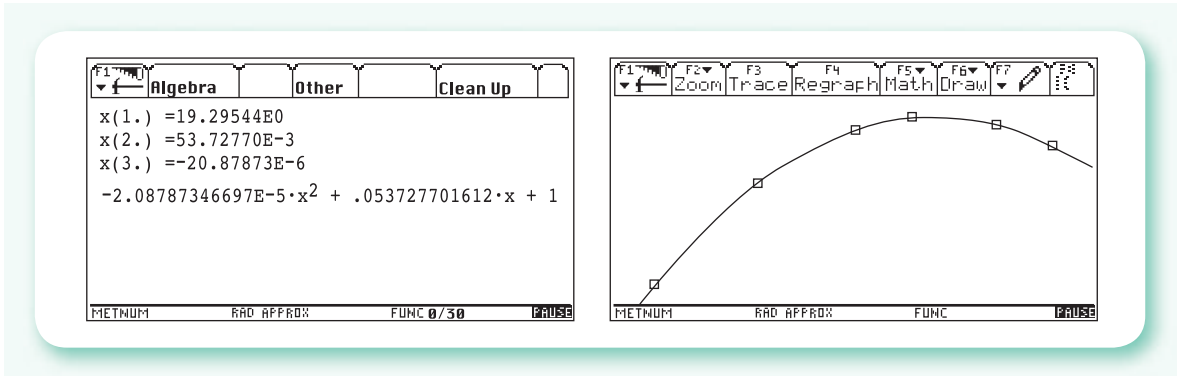 F1 Algebra Other Clean Up
x(1.) =19.29544E0
x(2.) =53.72770E-3
x(3.) =-20.87873E-6
-2.08787346697E-5·x² + .053727701612·x + 1
METNUM RAD APPROX FUNC 0/30 PAUSE
F1 F2 Zoom F3 Trace F4 Regraph F5 Math F6 Draw F7
METNUM RAD APPROX FUNC PAUSE